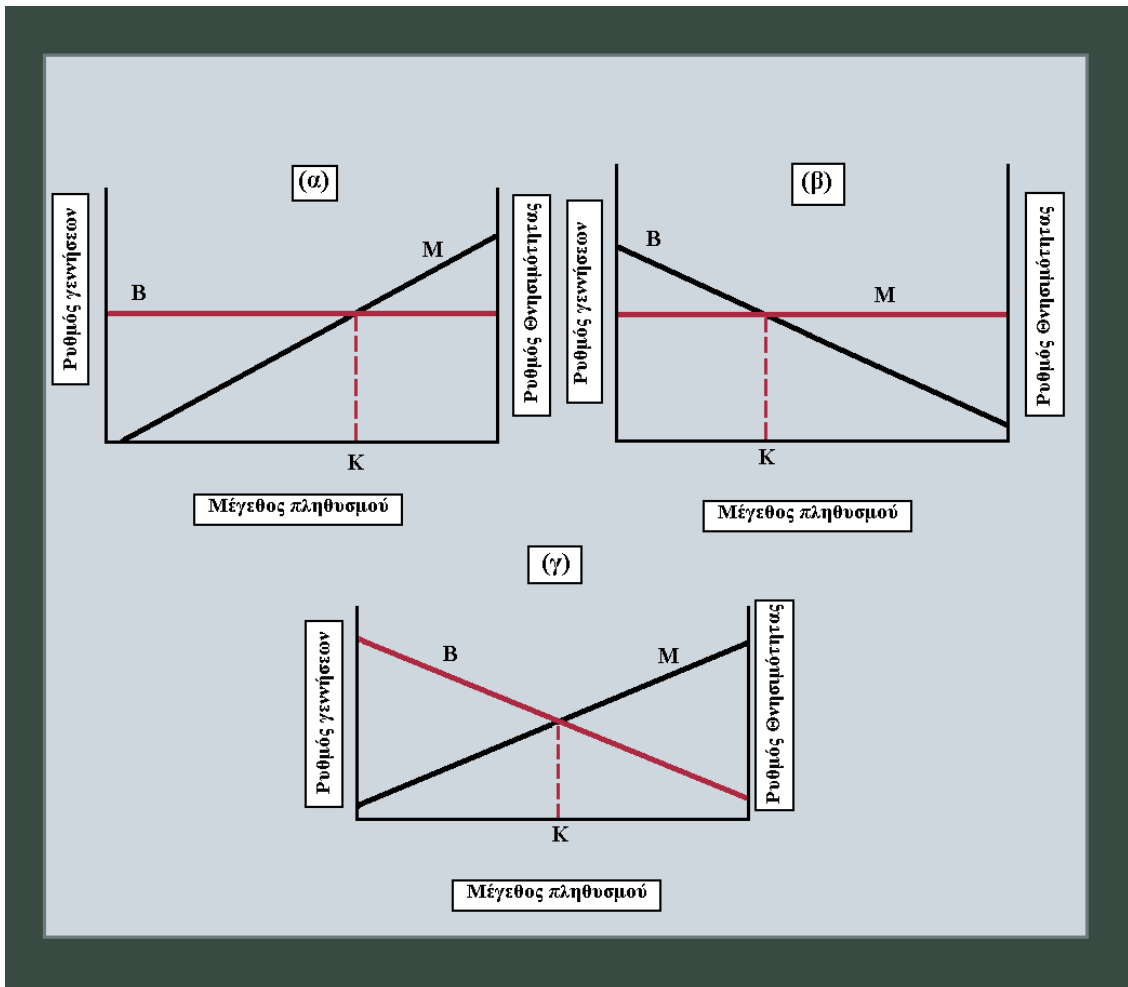 (α)
Ρυθμός γεννήσεων
B
M
Ρυθμός Θνησιμότητας
K
Μέγεθος πληθυσμού
(β)
Ρυθμός γεννήσεων
B
M
Ρυθμός Θνησιμότητας
K
Μέγεθος πληθυσμού
(γ)
Ρυθμός γεννήσεων
B
M
Ρυθμός Θνησιμότητας
K
Μέγεθος πληθυσμού